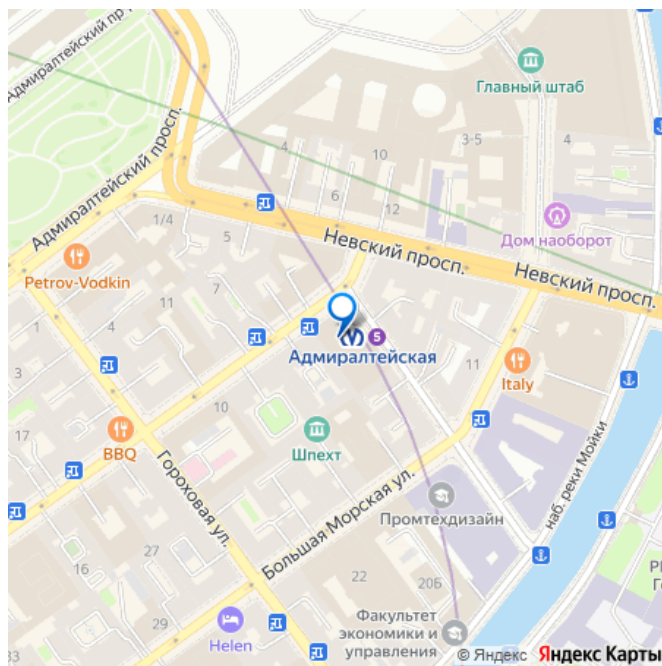 Адмиралтейский пр
Главный штаб
4
10
3-5
4
Адмиралтейский просп.
6
12
1/4
5
Невский просп.
Дом наоборот
Невский просп.
Petrov-Vodkin
11
7
1
4
5
Адмиралтейская
3
11
Italy
10
17
BBQ
Шпехт
Гороховая ул.
Большая Морская ул.
наб. реки Мойки
Промтехдизайн
16
27
22
20Б
29
Helen
33
Факультет
экономики и
управления
© Яндекс Яндекс Карты